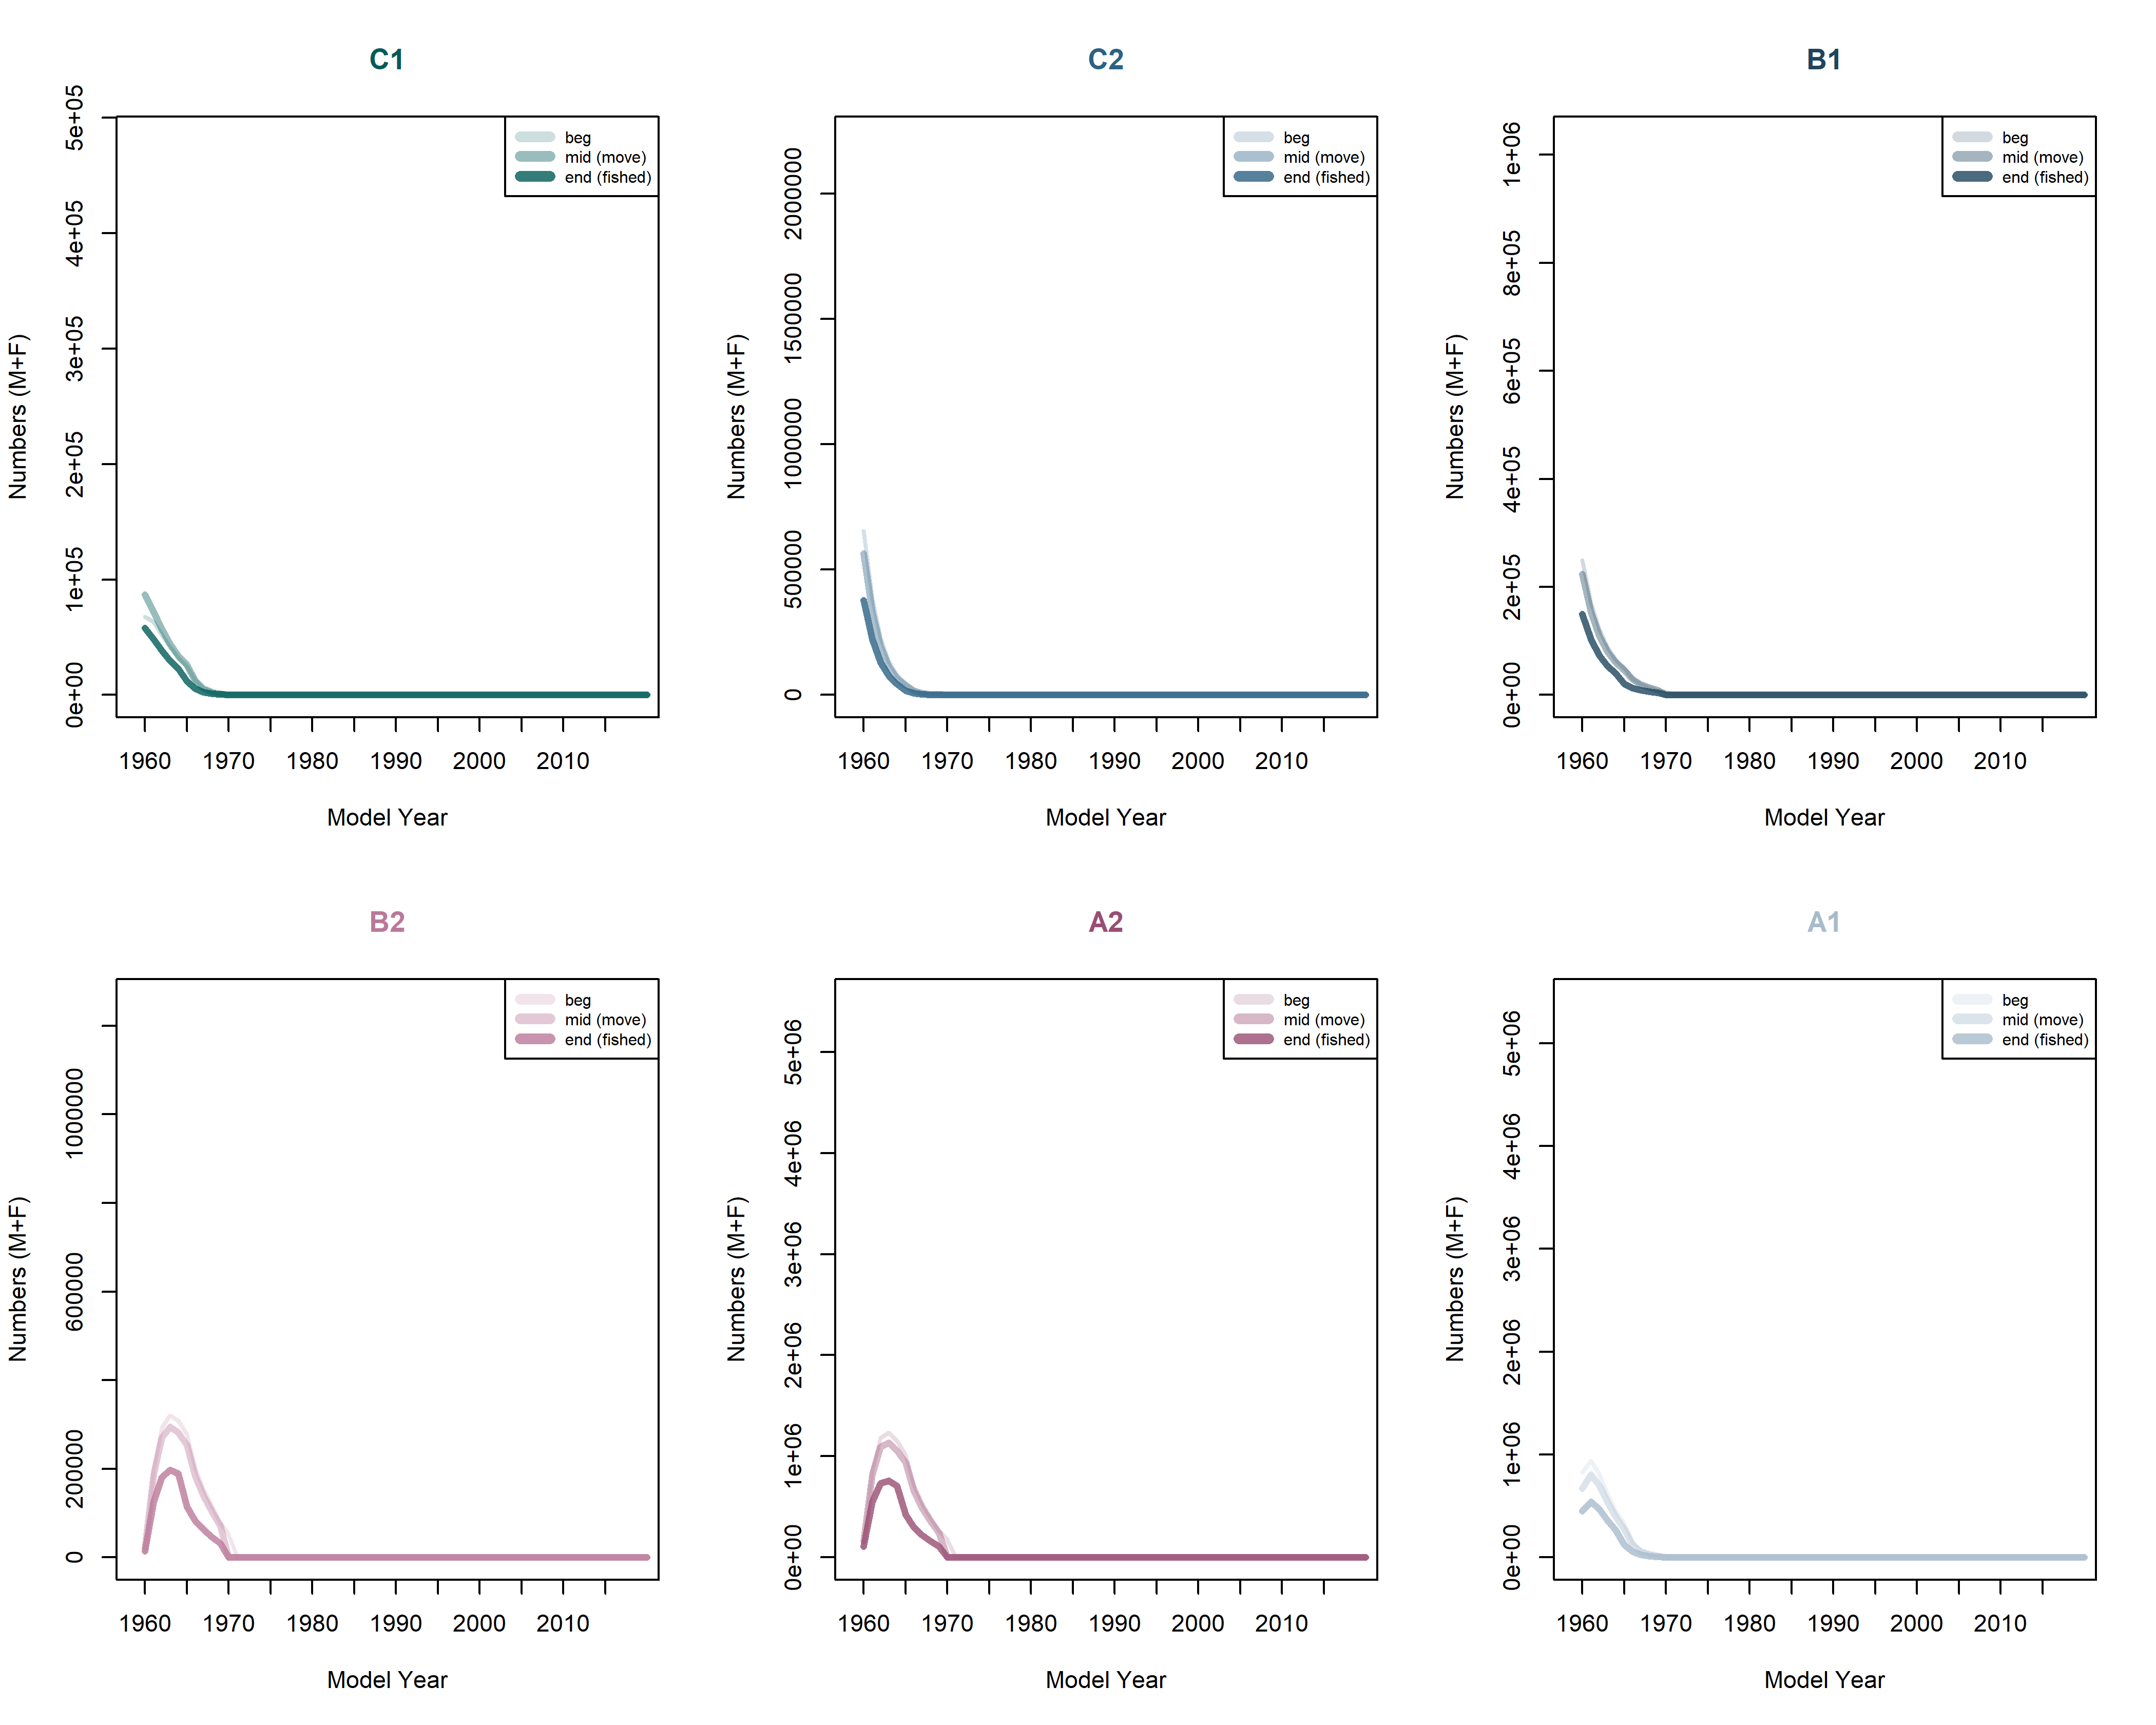 C1
C2
B1
Numbers (M+F)
0e+00 1e+05 2e+05 3e+05 4e+05 5e+05
beg
mid (move)
end (fished)
1960 1970 1980 1990 2000 2010
Model Year
Numbers (M+F)
0 500000 1000000 1500000 2000000
beg
mid (move)
end (fished)
1960 1970 1980 1990 2000 2010
Model Year
Numbers (M+F)
0e+00 2e+05 4e+05 6e+05 8e+05 1e+06
beg
mid (move)
end (fished)
1960 1970 1980 1990 2000 2010
Model Year
B2
A2
A1
Numbers (M+F)
0 200000 600000 1000000
beg
mid (move)
end (fished)
1960 1970 1980 1990 2000 2010
Model Year
Numbers (M+F)
0e+00 1e+06 2e+06 3e+06 4e+06 5e+06
beg
mid (move)
end (fished)
1960 1970 1980 1990 2000 2010
Model Year
Numbers (M+F)
0e+00 1e+06 2e+06 3e+06 4e+06 5e+06
beg
mid (move)
end (fished)
1960 1970 1980 1990 2000 2010
Model Year